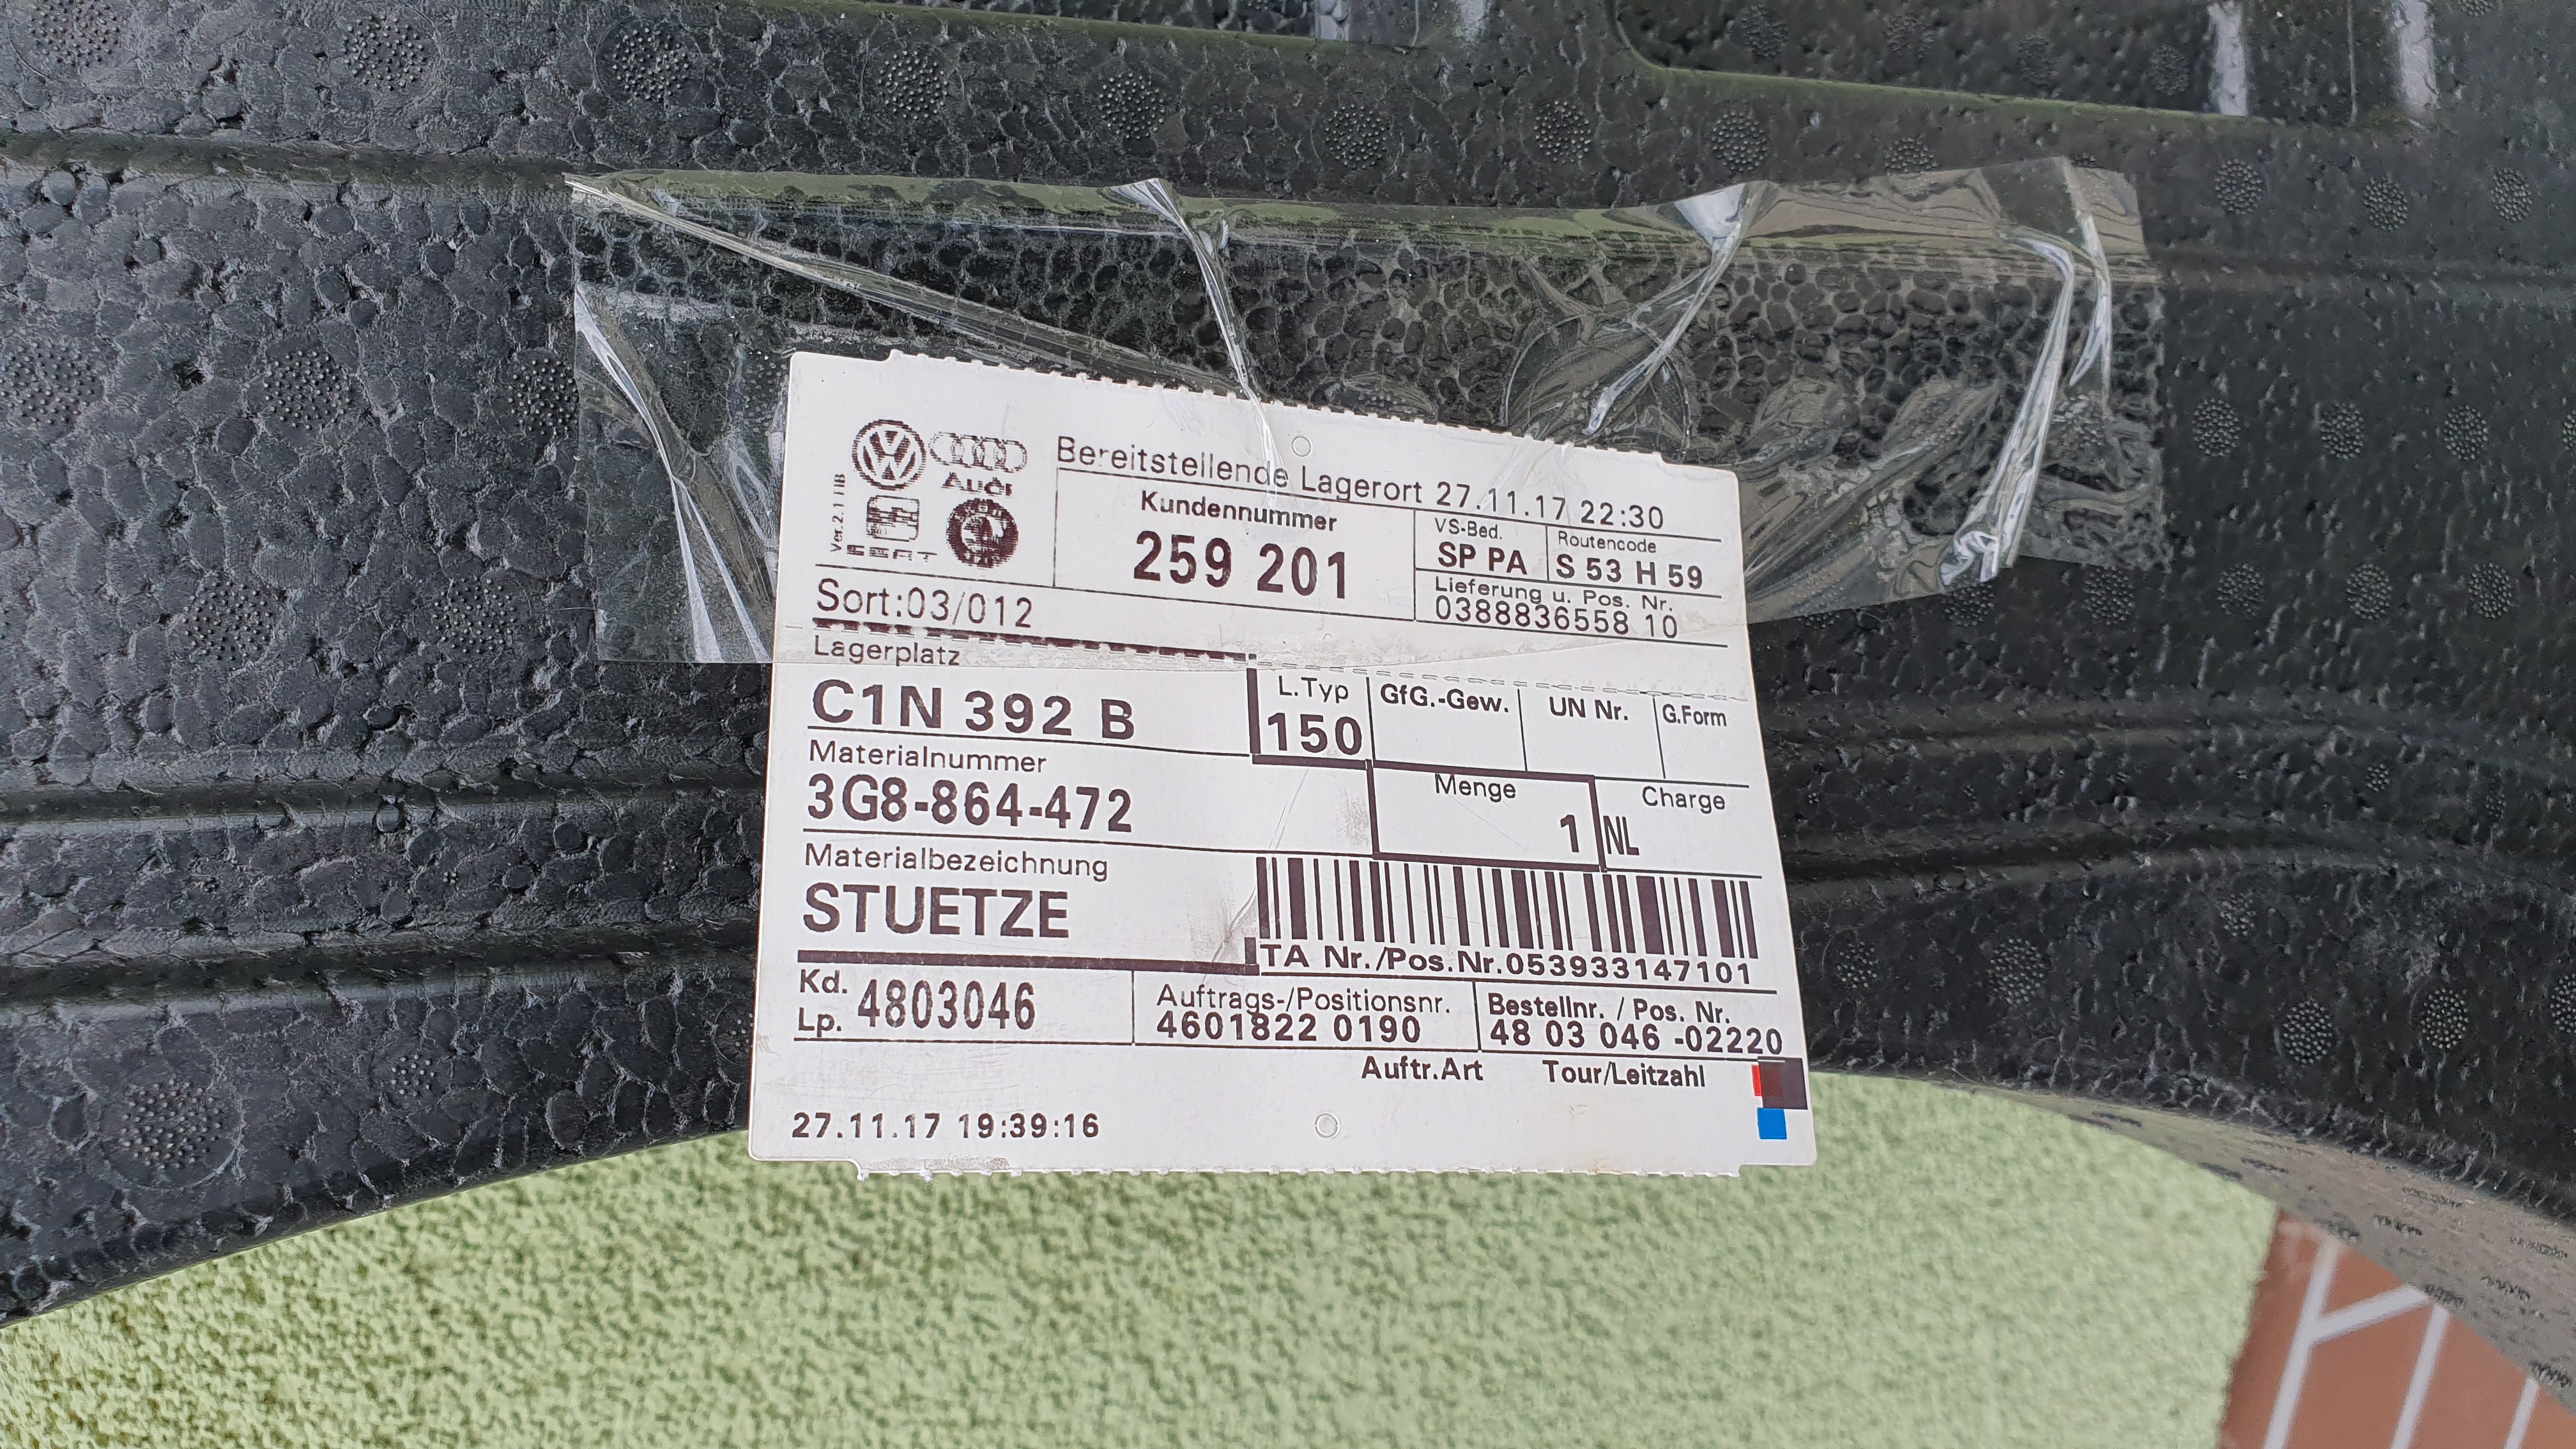 Bereitstellende Lagerort 27.11.17 22:30
Audi
SEAT
Ver.2.1
Kundennummer
259 201
VS-Bed.
SP PA
Routencode
S 53 H 59
Lieferung u. Pos. Nr.
0388836558 10
Sort:03/012
Lagerplatz
C1N 392 B
L.Typ
150
GfG.-Gew.
UN Nr.
G.Form
Materialnummer
3G8-864-472
Menge
1
Charge
NL
Materialbezeichnung
STUETZE
TA Nr./Pos.Nr.053933147101
Kd.
Lp.
4803046
Auftrags-/Positionsnr.
4601822 0190
Bestellnr. / Pos. Nr.
48 03 046 -02220
Auftr.Art
Tour/Leitzahl
27.11.17 19:39:16